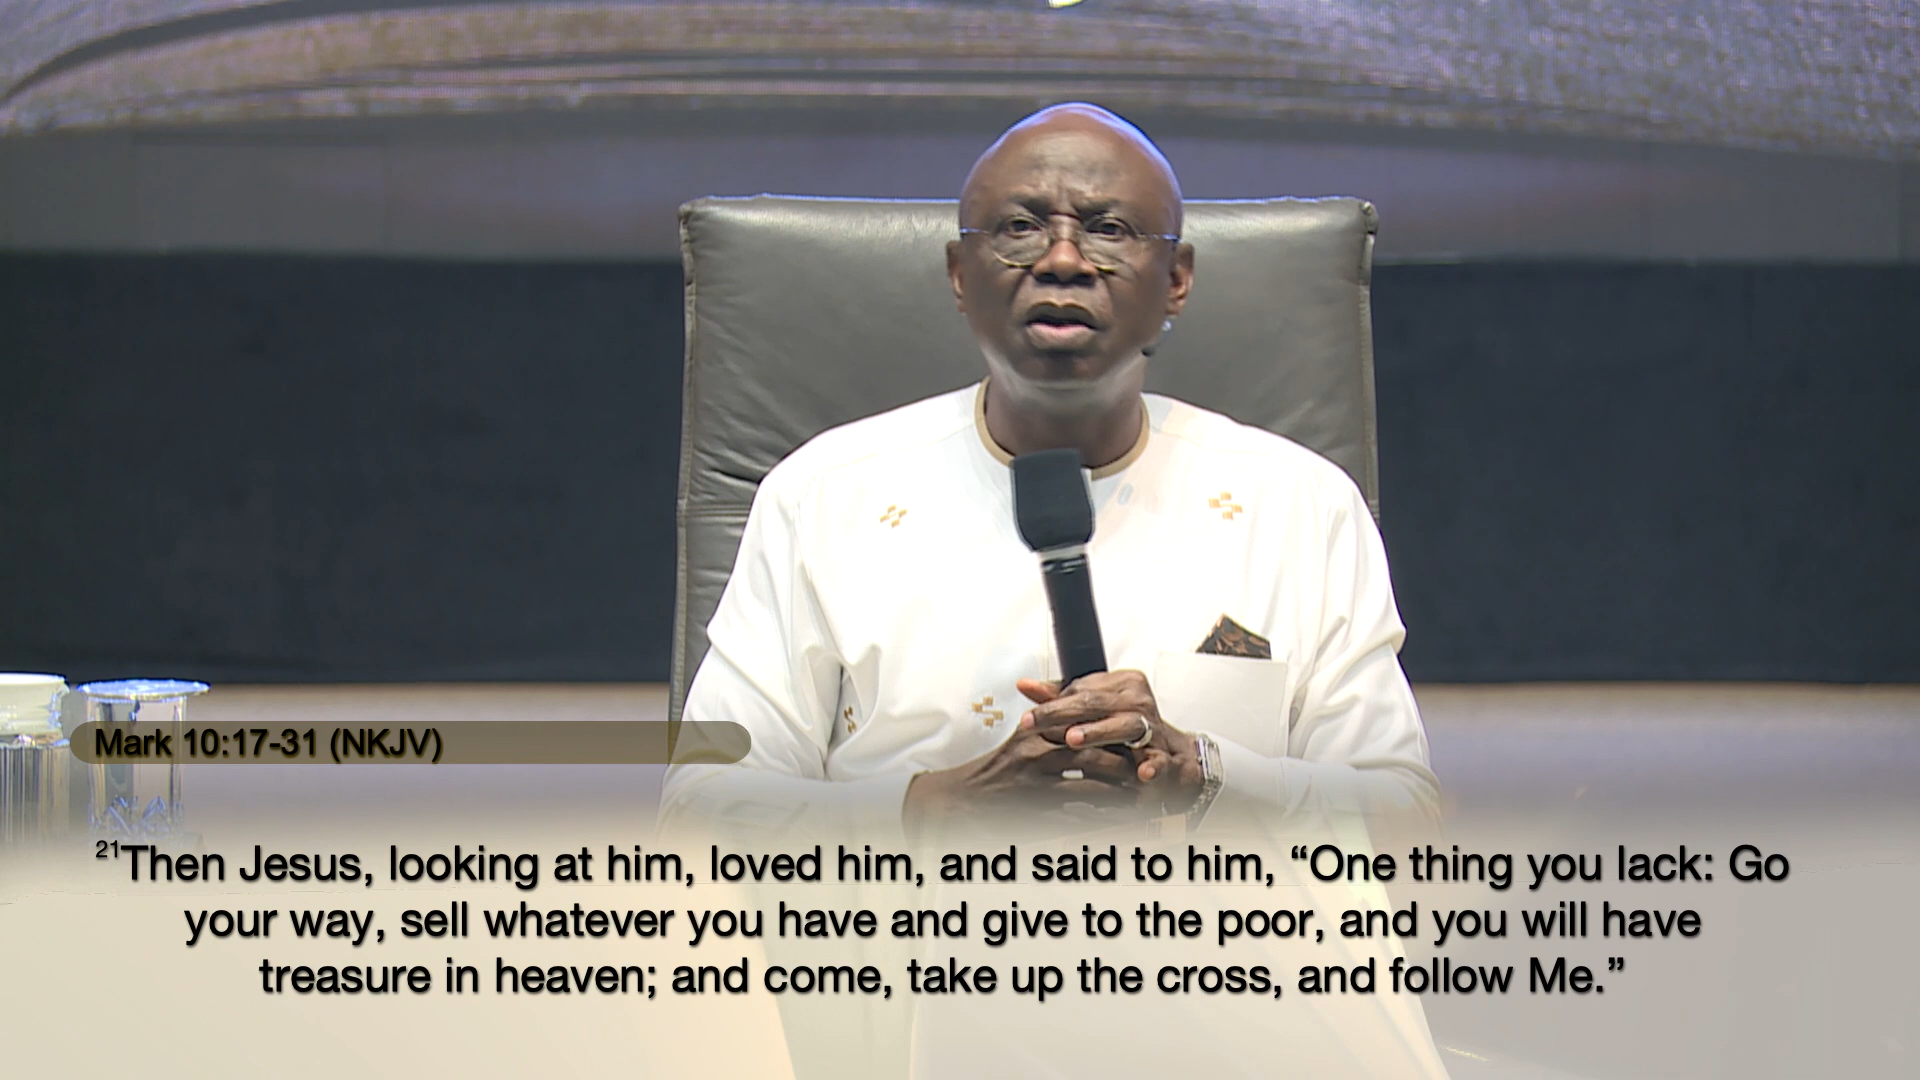 Mark 10:17-31 (NKJV)
21Then Jesus, looking at him, loved him, and said to him, “One thing you lack: Go
your way, sell whatever you have and give to the poor, and you will have
treasure in heaven; and come, take up the cross, and follow Me.”